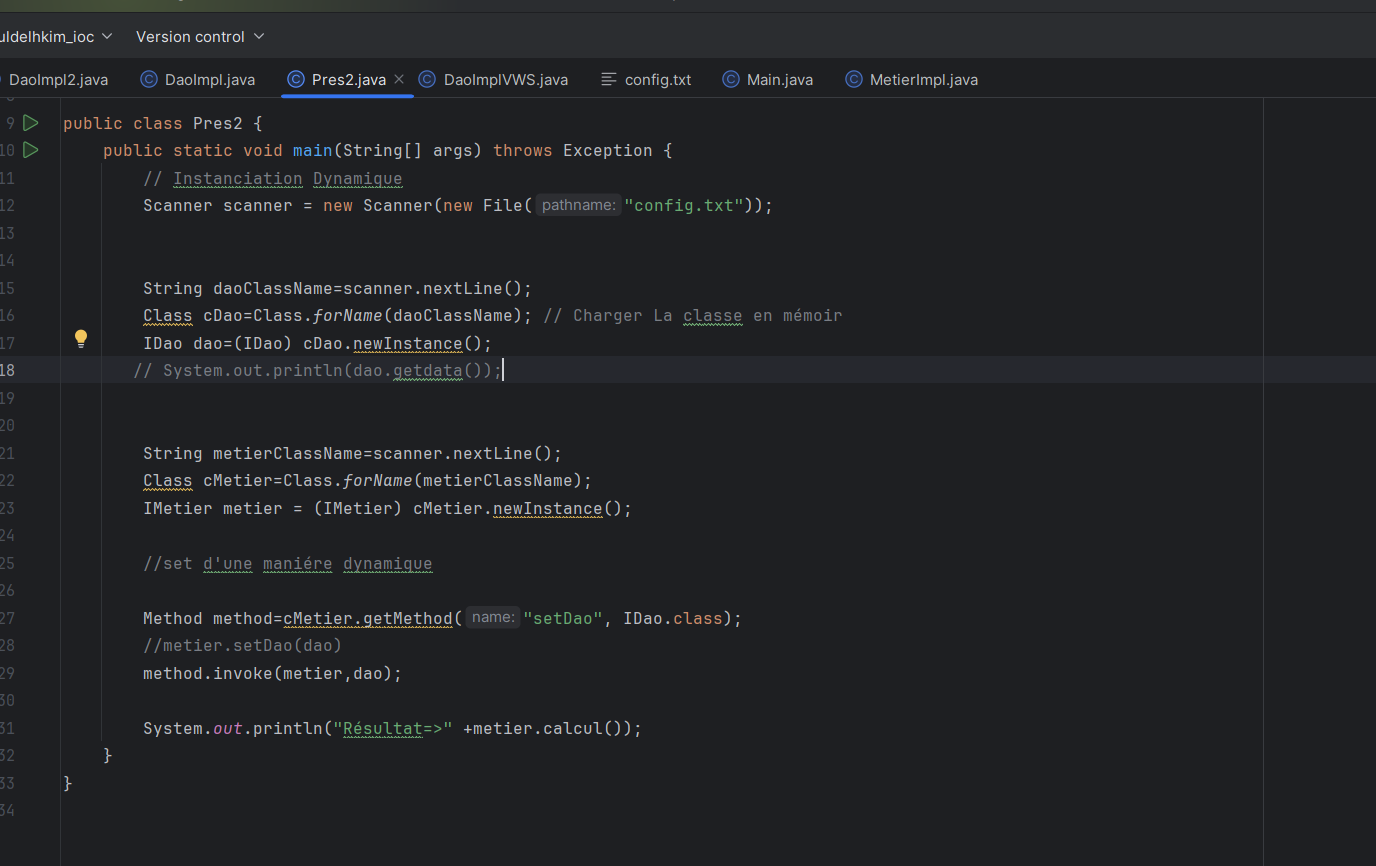 uldelhkim_ioc Version control
DaoImpl2.java DaoImpl.java Pres2.java DaoImplVWS.java config.txt Main.java MetierImpl.java
9 public class Pres2 {
10 public static void main(String[] args) throws Exception {
11 // Instanciation Dynamique
12 Scanner scanner = new Scanner(new File( pathname: "config.txt"));
13
14
15 String daoClassName=scanner.nextLine();
16 Class cDao=Class.forName(daoClassName); // Charger La classe en mémoir
17 IDao dao=(IDao) cDao.newInstance();
18 // System.out.println(dao.getdata());
19
20
21 String metierClassName=scanner.nextLine();
22 Class cMetier=Class.forName(metierClassName);
23 IMetier metier = (IMetier) cMetier.newInstance();
24
25 //set d'une maniére dynamique
26
27 Method method=cMetier.getMethod( name: "setDao", IDao.class);
28 //metier.setDao(dao)
29 method.invoke(metier,dao);
30
31 System.out.println("Résultat=>" +metier.calcul());
32 }
33 }
34